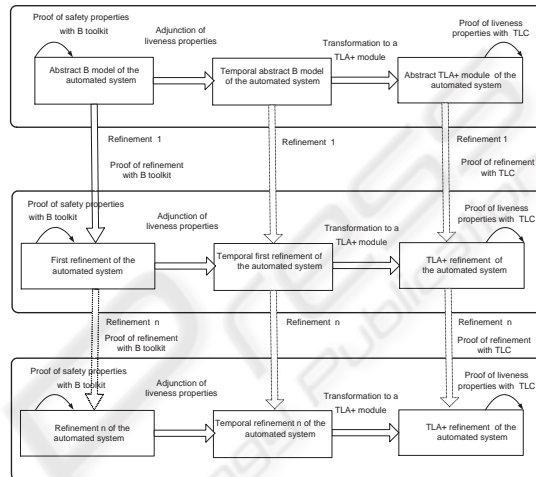 Proof of safety properties
with B toolkit
Adjunction of
liveness properties
Transformation to a
TLA+ module
Proof of liveness
properties with TLC
Abstract B model of the
automated system
Temporal abstract B model
of the automated system
Abstract TLA+ module of the
automated system
Refinement 1
Proof of refinement
with B toolkit
Refinement 1
Refinement 1
Proof of refinement
with TLC
Proof of safety properties
with B toolkit
Adjunction of
liveness properties
Transformation to a
TLA+ module
Proof of liveness
properties with TLC
First refinement of the
automated system
Temporal first refinement of
the automated system
TLA+ refinement of
the automated system
Refinement n
Proof of refinement
with B toolkit
Refinement n
Refinement n
Proof of refinement
with TLC
Proof of safety properties
with B toolkit
Adjunction of
liveness properties
Transformation to a
TLA+ module
Proof of liveness
properties with TLC
Refinement n of the
automated system
Temporal refinement n of
the automated system
TLA+ refinement of the
automated system